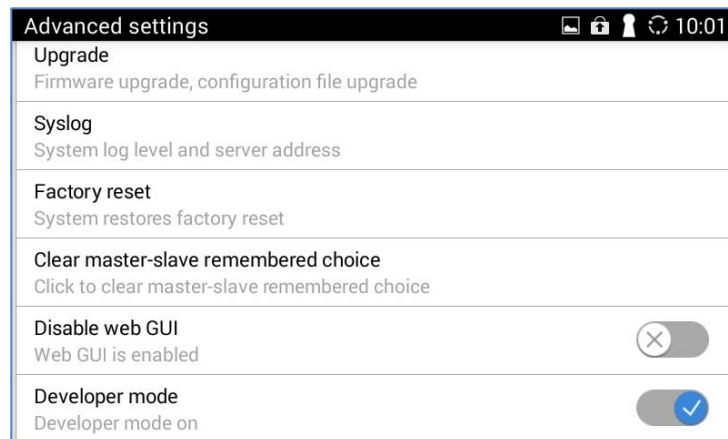 Advanced settings 10:01
Upgrade
Firmware upgrade, configuration file upgrade
Syslog
System log level and server address
Factory reset
System restores factory reset
Clear master-slave remembered choice
Click to clear master-slave remembered choice
Disable web GUI
Web GUI is enabled
Developer mode
Developer mode on